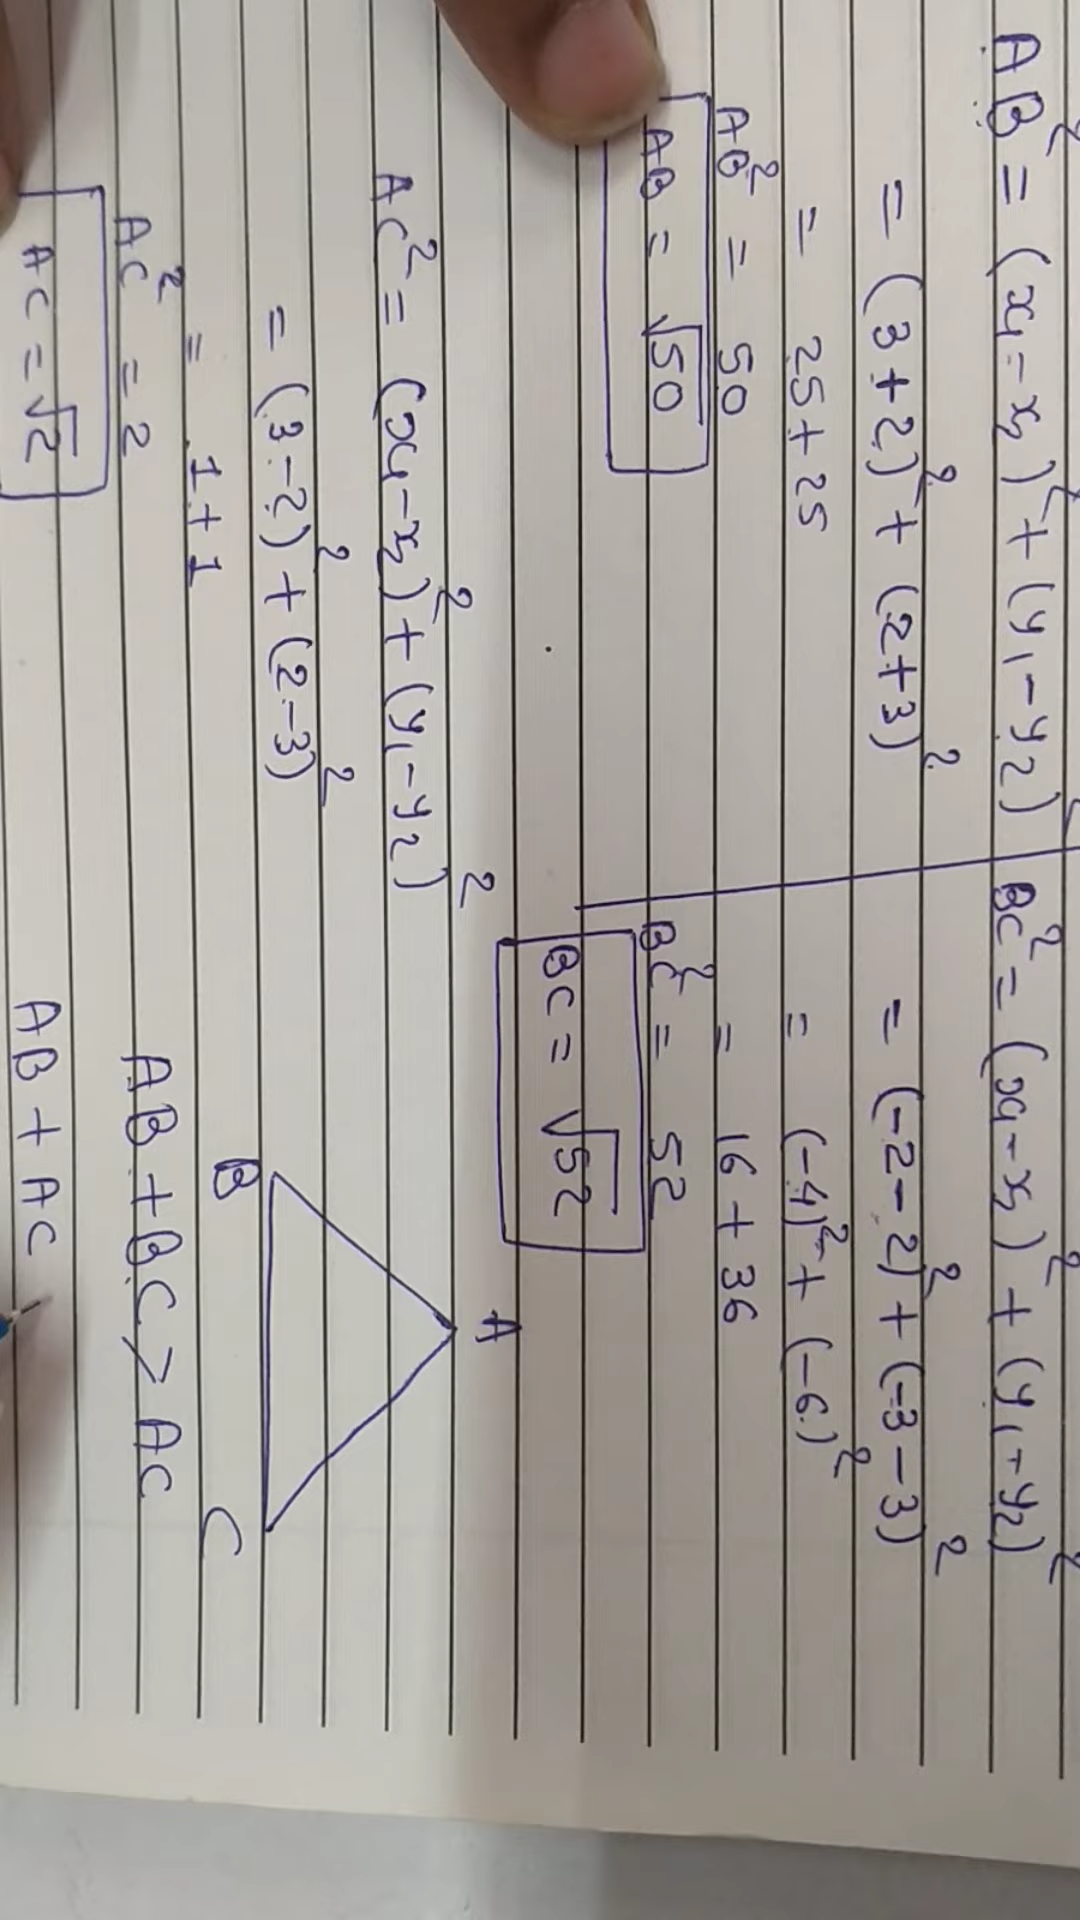 AB² = (x₁-x₂)² + (y₁-y₂)²
= (3+2)² + (2+3)²
= 25+25
AB² = 50
AB = √50
BC² = (x₁-x₂)² + (y₁-y₂)²
= (-2-2)² + (-3-3)²
= (-4)² + (-6)²
= 16 + 36
BC² = 52
BC = √52
AC² = (x₁-x₂)² + (y₁-y₂)²
= (3-2)² + (2-3)²
= 1+1
AC² = 2
AC = √2
A
B
C
AB + BC > AC
AB + AC